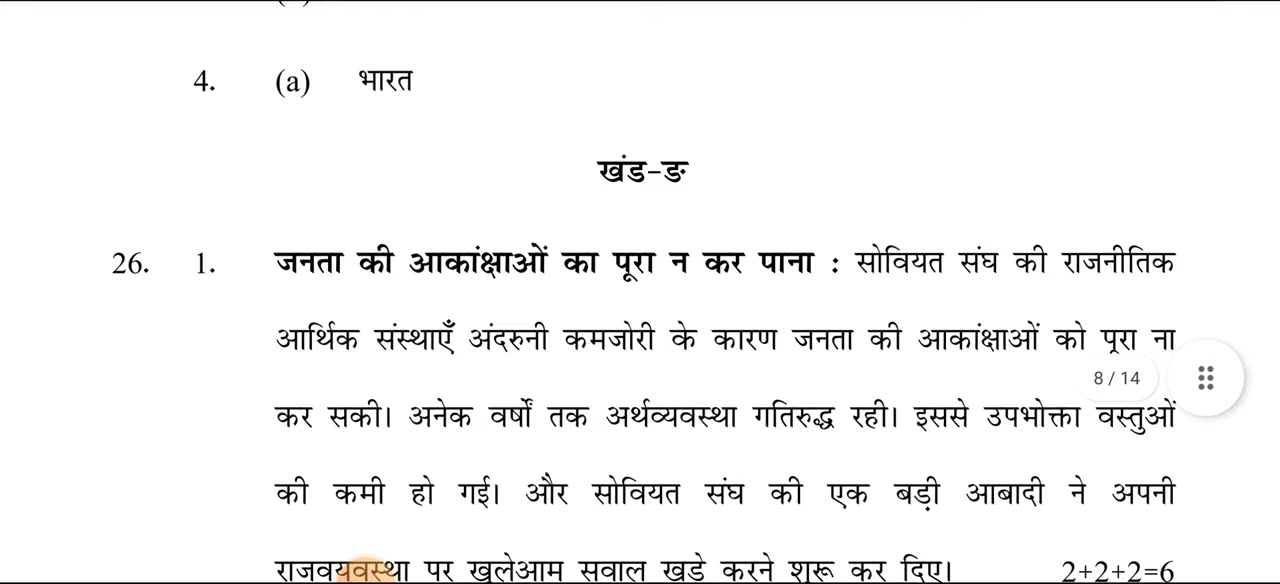 4. (a) भारत
खंड-ङ
26. 1. जनता की आकांक्षाओं का पूरा न कर पाना : सोवियत संघ की राजनीतिक
आर्थिक संस्थाएँ अंदरुनी कमजोरी के कारण जनता की आकांक्षाओं को पूरा ना
8 / 14
कर सकी। अनेक वर्षों तक अर्थव्यवस्था गतिरुद्ध रही। इससे उपभोक्ता वस्तुओं
की कमी हो गई। और सोवियत संघ की एक बड़ी आबादी ने अपनी
राजवयवस्था पर खुलेआम सवाल खड़े करने शुरू कर दिए। 2+2+2=6